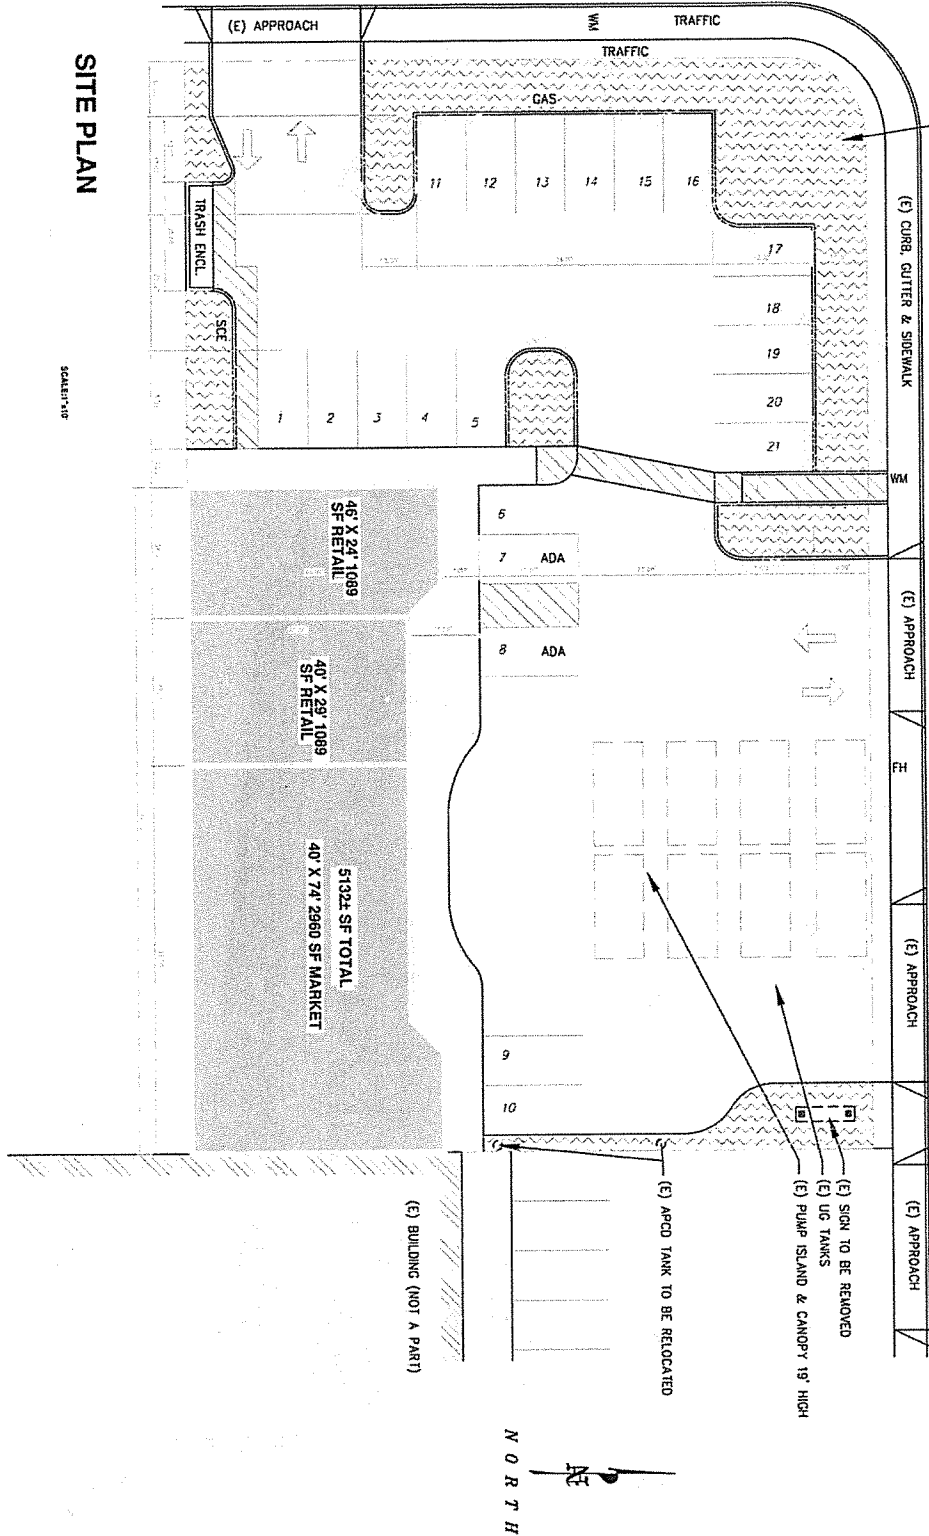 (E) APPROACH
WM
TRAFFIC
TRAFFIC
GAS
11
12
13
14
15
16
17
18
19
20
21
TRASH ENCL.
SCE
1
2
3
4
5
6
7 ADA
8 ADA
9
10
(E) CURB, GUTTER & SIDEWALK
WM
(E) APPROACH
FH
(E) APPROACH
(E) APPROACH
46' X 24' 1089
SF RETAIL
40' X 29' 1089
SF RETAIL
5132± SF TOTAL
40' X 74' 2960 SF MARKET
(E) SIGN TO BE REMOVED
(E) UG TANKS
(E) PUMP ISLAND & CANOPY 19' HIGH
(E) APCD TANK TO BE RELOCATED
(E) BUILDING (NOT A PART)
SITE PLAN
SCALE:1"=10'
NORTH